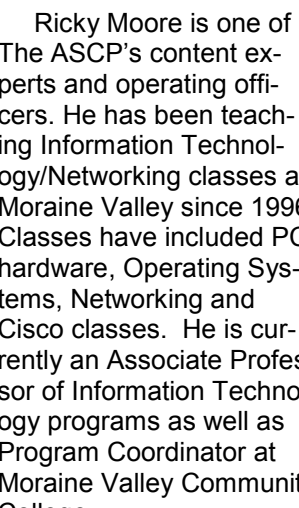 Ricky Moore is one of
The ASCP's content ex-
perts and operating offi-
cers. He has been teach-
ing Information Technol-
ogy/Networking classes a
Moraine Valley since 1996
Classes have included PC
hardware, Operating Sys-
tems, Networking and
Cisco classes. He is cur-
rently an Associate Profes
sor of Information Techno
ogy programs as well as
Program Coordinator at
Moraine Valley Communit